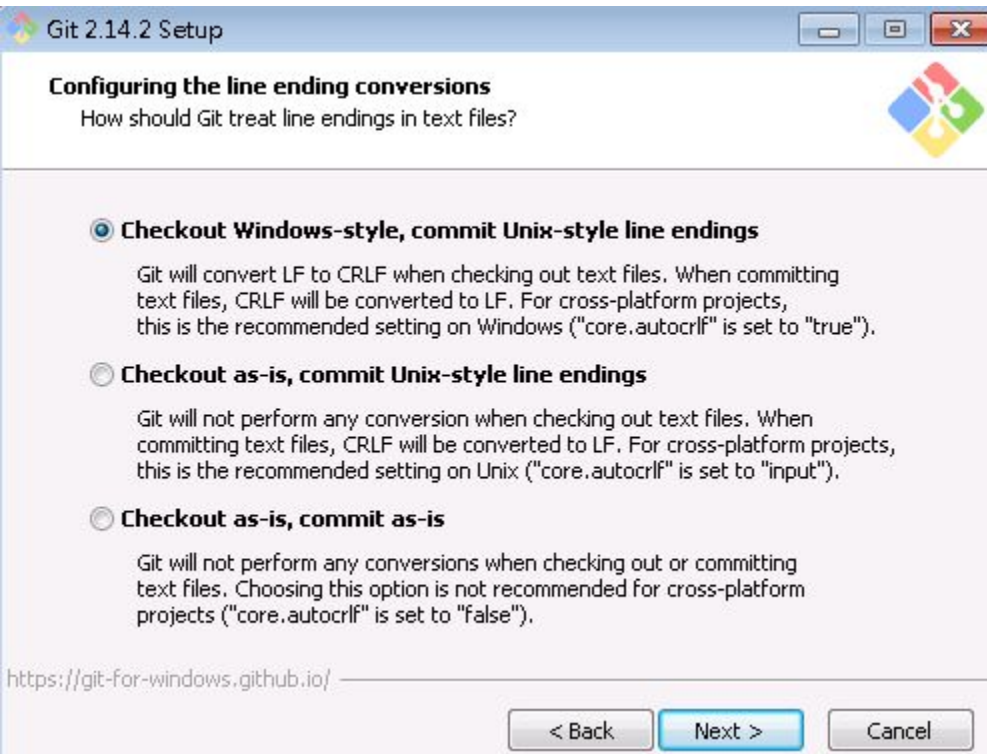 Git 2.14.2 Setup
Configuring the line ending conversions
How should Git treat line endings in text files?
Checkout Windows-style, commit Unix-style line endings
Git will convert LF to CRLF when checking out text files. When committing
text files, CRLF will be converted to LF. For cross-platform projects,
this is the recommended setting on Windows ("core.autocrlf" is set to "true").
Checkout as-is, commit Unix-style line endings
Git will not perform any conversion when checking out text files. When
committing text files, CRLF will be converted to LF. For cross-platform projects,
this is the recommended setting on Unix ("core.autocrlf" is set to "input").
Checkout as-is, commit as-is
Git will not perform any conversions when checking out or committing
text files. Choosing this option is not recommended for cross-platform
projects ("core.autocrlf" is set to "false").
https://git-for-windows.github.io/
< Back Next > Cancel